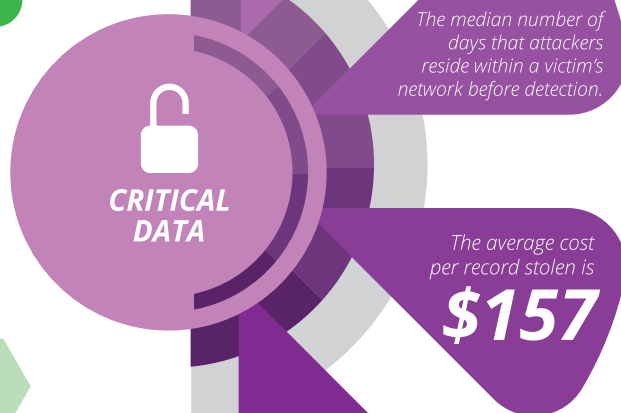 The median number of
days that attackers
reside within a victim's
network before detection.
CRITICAL
DATA
The average cost
per record stolen is
$157